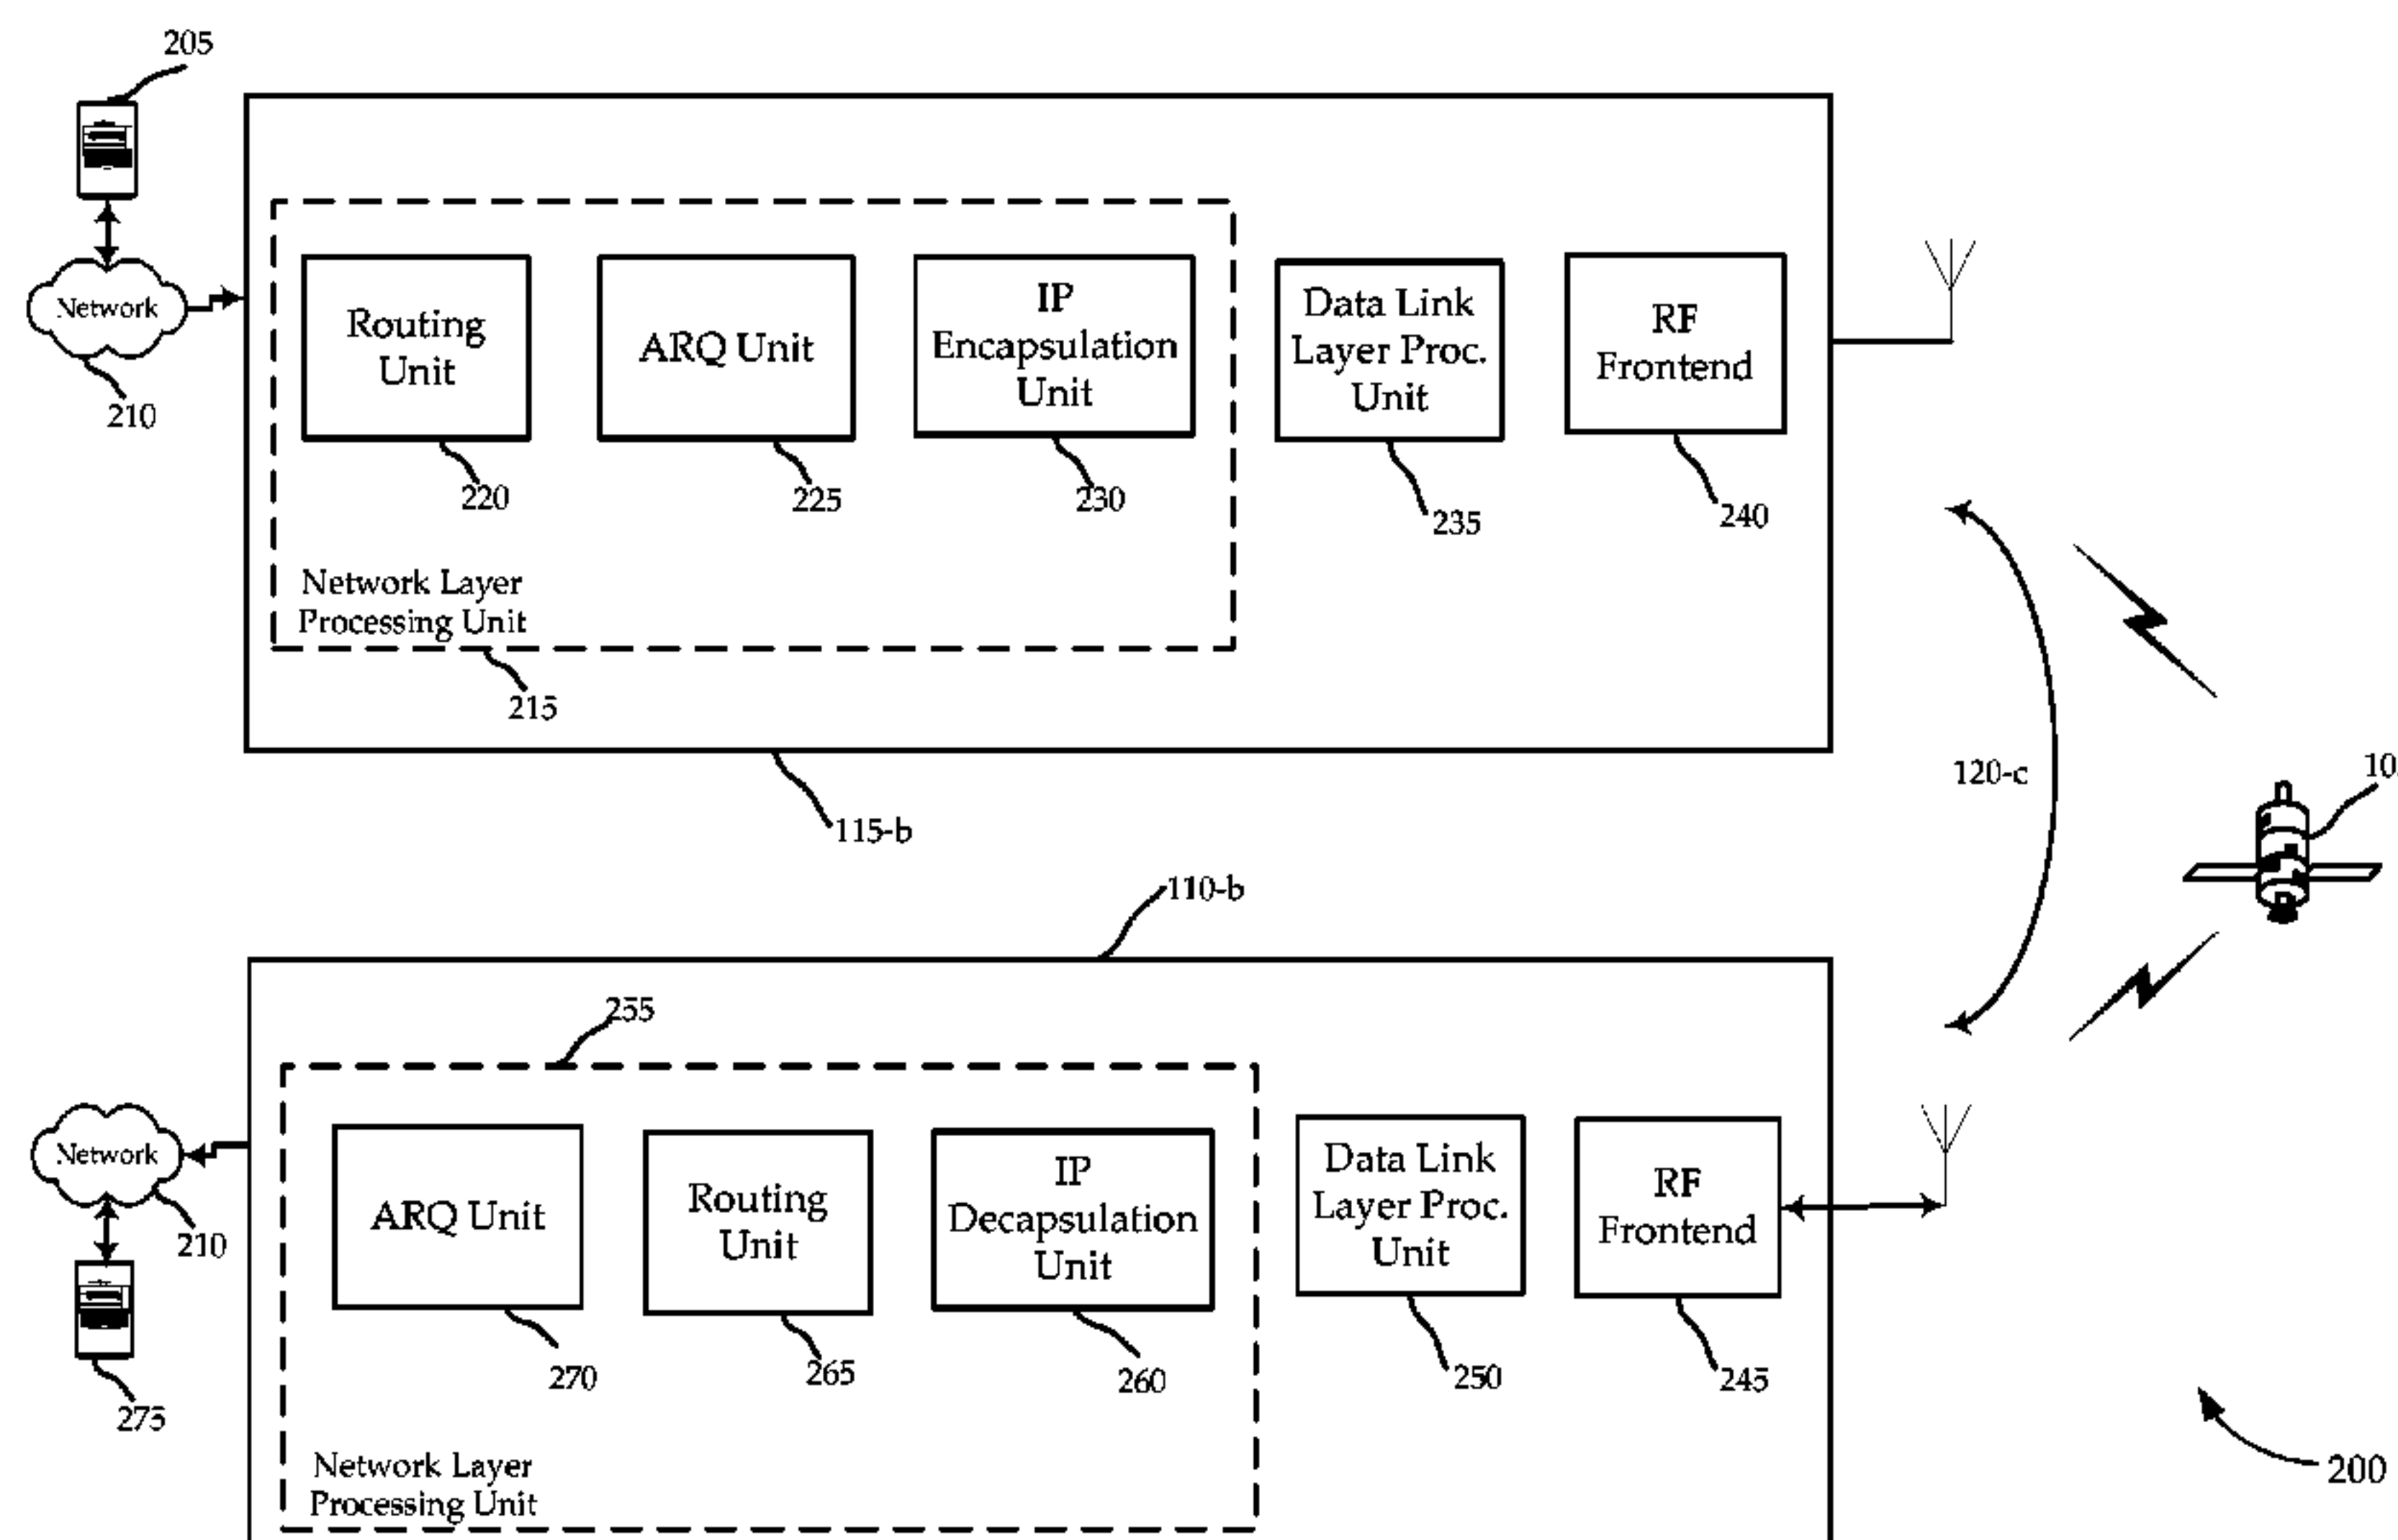 205
Network
210
Routing
Unit
220
ARQ Unit
225
IP
Encapsulation
Unit
230
Data Link
Layer Proc.
Unit
235
RF
Frontend
240
Network Layer
Processing Unit
215
115-b
120-c
10
110-b
255
Network
210
275
ARQ Unit
270
Routing
Unit
265
IP
Decapsulation
Unit
260
Data Link
Layer Proc.
Unit
250
RF
Frontend
245
Network Layer
Processing Unit
200